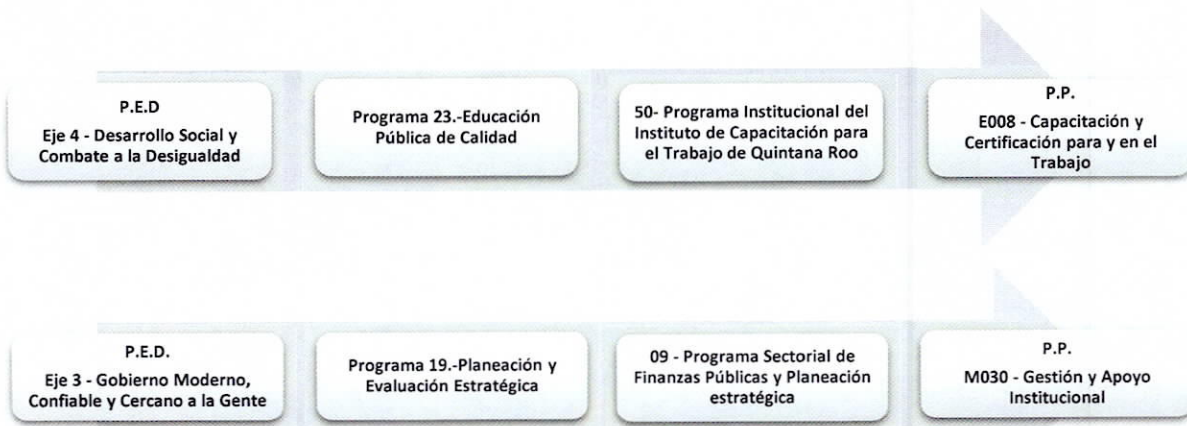 P.E.D
Eje 4 - Desarrollo Social y
Combate a la Desigualdad
Programa 23.-Educación
Pública de Calidad
50- Programa Institucional del
Instituto de Capacitación para
el Trabajo de Quintana Roo
P.P.
E008 - Capacitación y
Certificación para y en el
Trabajo
P.E.D.
Eje 3 - Gobierno Moderno,
Confiable y Cercano a la Gente
Programa 19.-Planeación y
Evaluación Estratégica
09 - Programa Sectorial de
Finanzas Públicas y Planeación
estratégica
P.P.
M030 - Gestión y Apoyo
Institucional